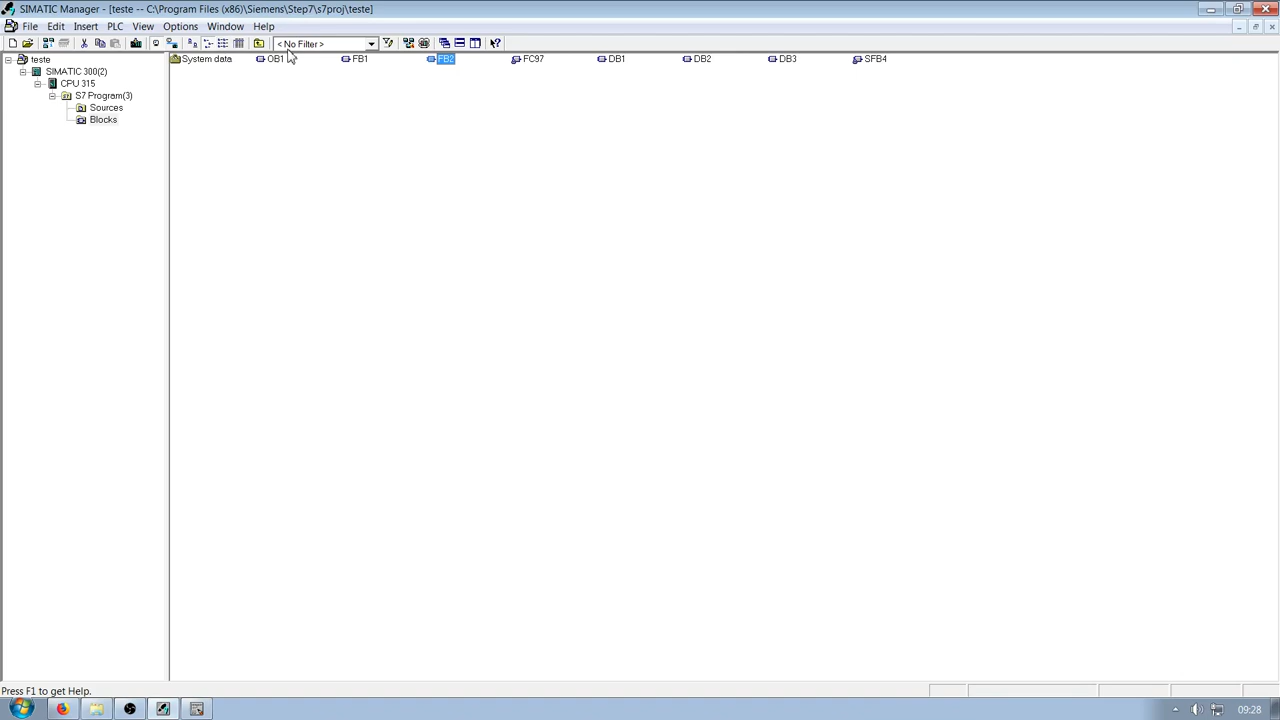 SIMATIC Manager - [teste -- C:\Program Files (x86)\Siemens\Step7\s7proj\teste]
File Edit Insert PLC View Options Window Help
< No Filter >
teste
SIMATIC 300(2)
CPU 315
S7 Program(3)
Sources
Blocks
System data OB1 FB1 FB2 FC97 DB1 DB2 DB3 SFB4
Press F1 to get Help.
09:28